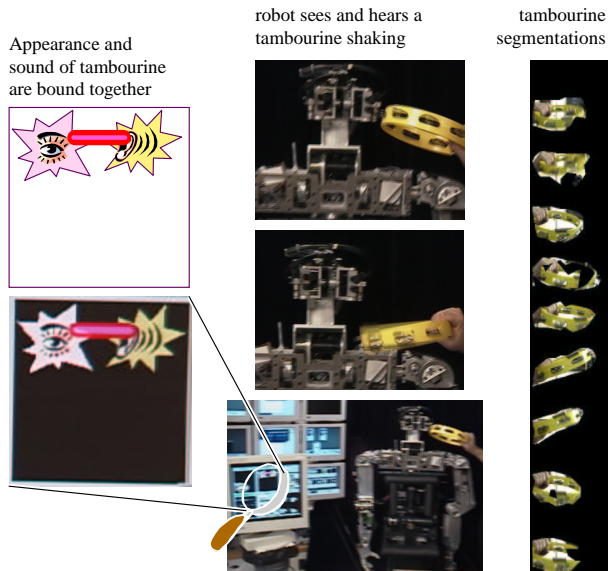 Appearance and
sound of tambourine
are bound together
robot sees and hears a
tambourine shaking
tambourine
segmentations